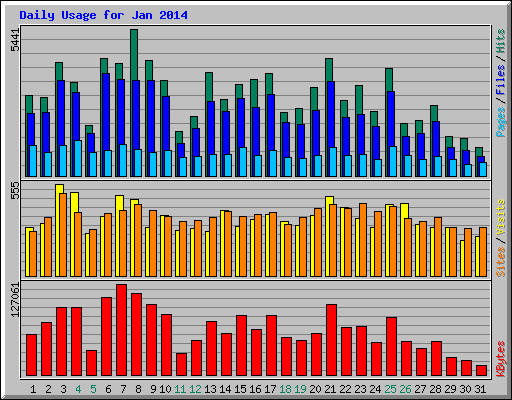 Daily Usage for Jan 2014
5441
Pages / Files / Hits
555
Sites / Visits
127061
KBytes
1 2 3 4 5 6 7 8 9 10 11 12 13 14 15 16 17 18 19 20 21 22 23 24 25 26 27 28 29 30 31